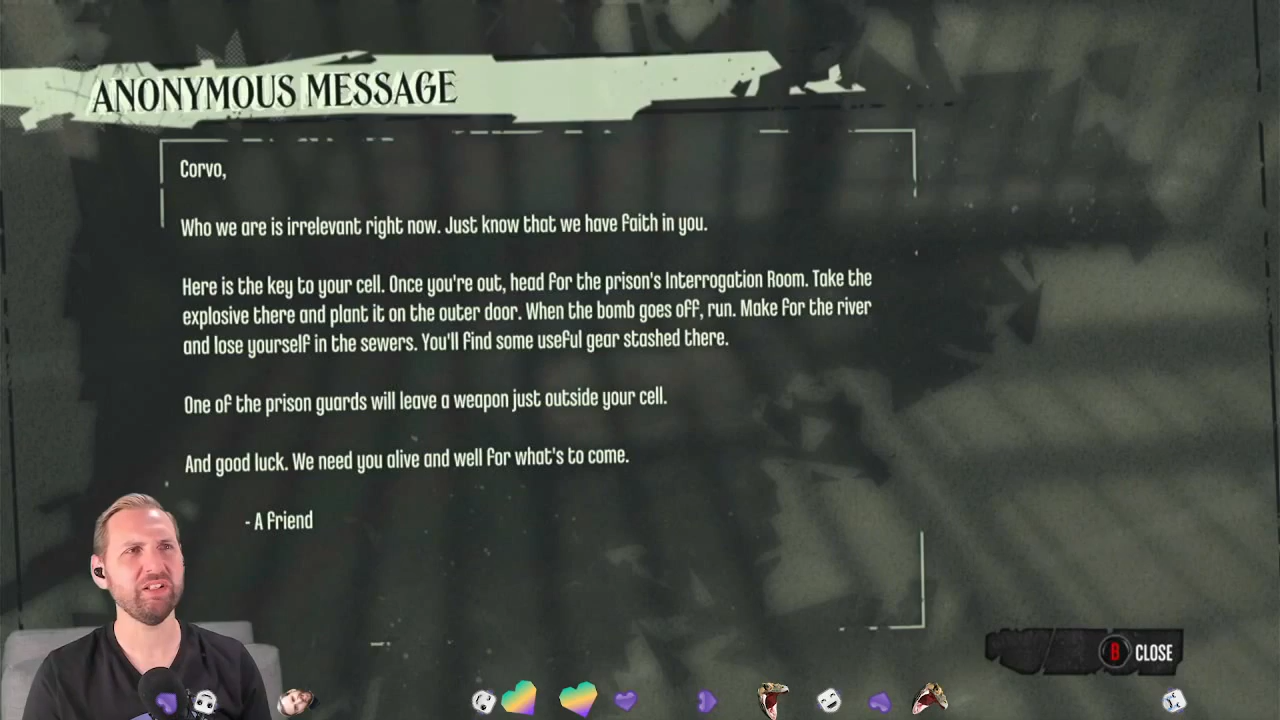 ANONYMOUS MESSAGE
Corvo,
Who we are is irrelevant right now. Just know that we have faith in you.
Here is the key to your cell. Once you're out, head for the prison's Interrogation Room. Take the
explosive there and plant it on the outer door. When the bomb goes off, run. Make for the river
and lose yourself in the sewers. You'll find some useful gear stashed there.
One of the prison guards will leave a weapon just outside your cell.
And good luck. We need you alive and well for what's to come.
- A Friend
B CLOSE